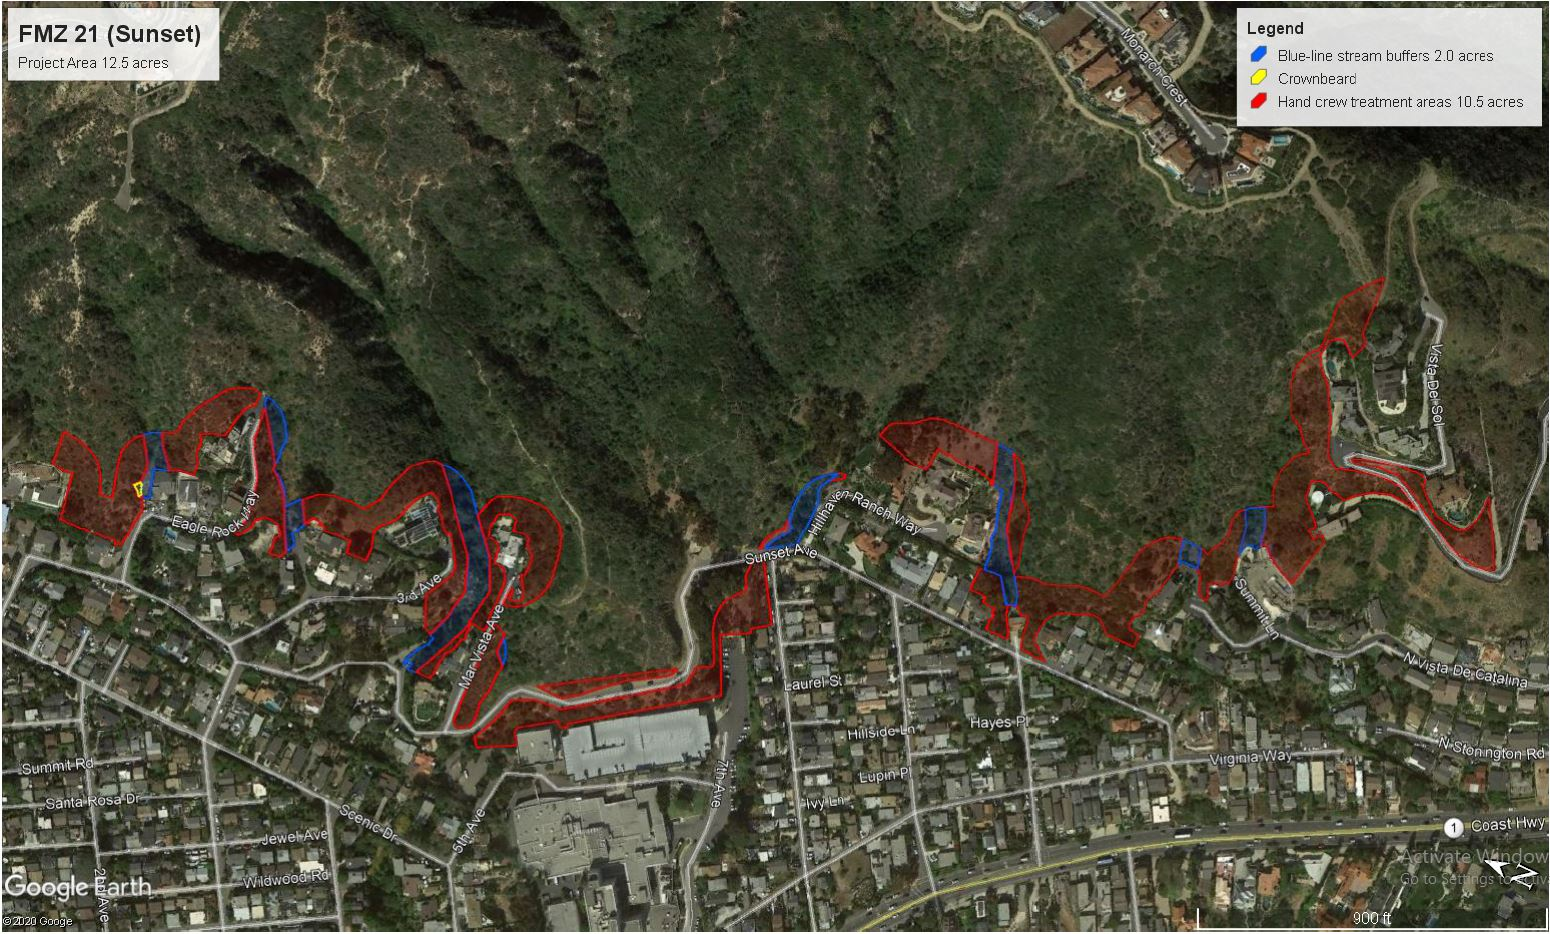 FMZ 21 (Sunset)
Project Area 12.5 acres
Legend
Blue-line stream buffers 2.0 acres
Crownbeard
Hand crew treatment areas 10.5 acres
Monarch Crest
Vista Del Sol
Eagle Rock Way
3rd Ave
Mar Vista Ave
Hillhaven Ranch Way
Sunset Ave
Summit Ln
N Vista De Catalina
Laurel St
Hillside Ln
Hayes Pl
Lupin Pl
Ivy Ln
Virginia Way
N Stonington Rd
Summit Rd
Santa Rosa Dr
Jewel Ave
Scenic Dr
Wildwood Rd
2nd Ave
5th Ave
7th Ave
1 Coast Hwy
Activate Window
Go to Settings to activ
Google Earth
©2020 Google
900 ft